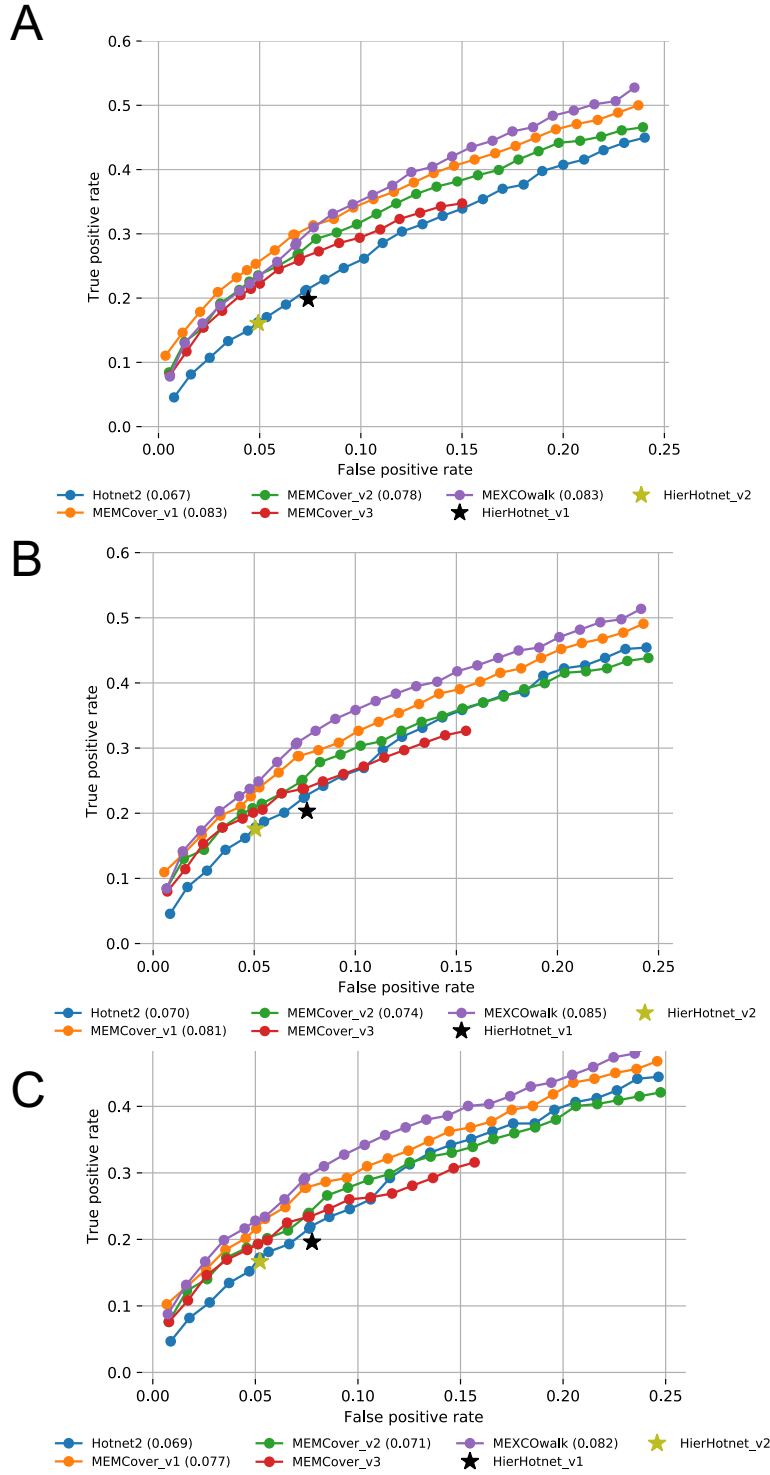 A
0.6
0.5
0.4
0.3
0.2
0.1
0.0
True positive rate
0.00 0.05 0.10 0.15 0.20 0.25
False positive rate
Hotnet2 (0.067) MEMCover_v2 (0.078) MEXCOwalk (0.083) HierHotnet_v2
MEMCover_v1 (0.083) MEMCover_v3 HierHotnet_v1
B
0.6
0.5
0.4
0.3
0.2
0.1
0.0
True positive rate
0.00 0.05 0.10 0.15 0.20 0.25
False positive rate
Hotnet2 (0.070) MEMCover_v2 (0.074) MEXCOwalk (0.085) HierHotnet_v2
MEMCover_v1 (0.081) MEMCover_v3 HierHotnet_v1
C
0.4
0.3
0.2
0.1
0.0
True positive rate
0.00 0.05 0.10 0.15 0.20 0.25
False positive rate
Hotnet2 (0.069) MEMCover_v2 (0.071) MEXCOwalk (0.082) HierHotnet_v2
MEMCover_v1 (0.077) MEMCover_v3 HierHotnet_v1